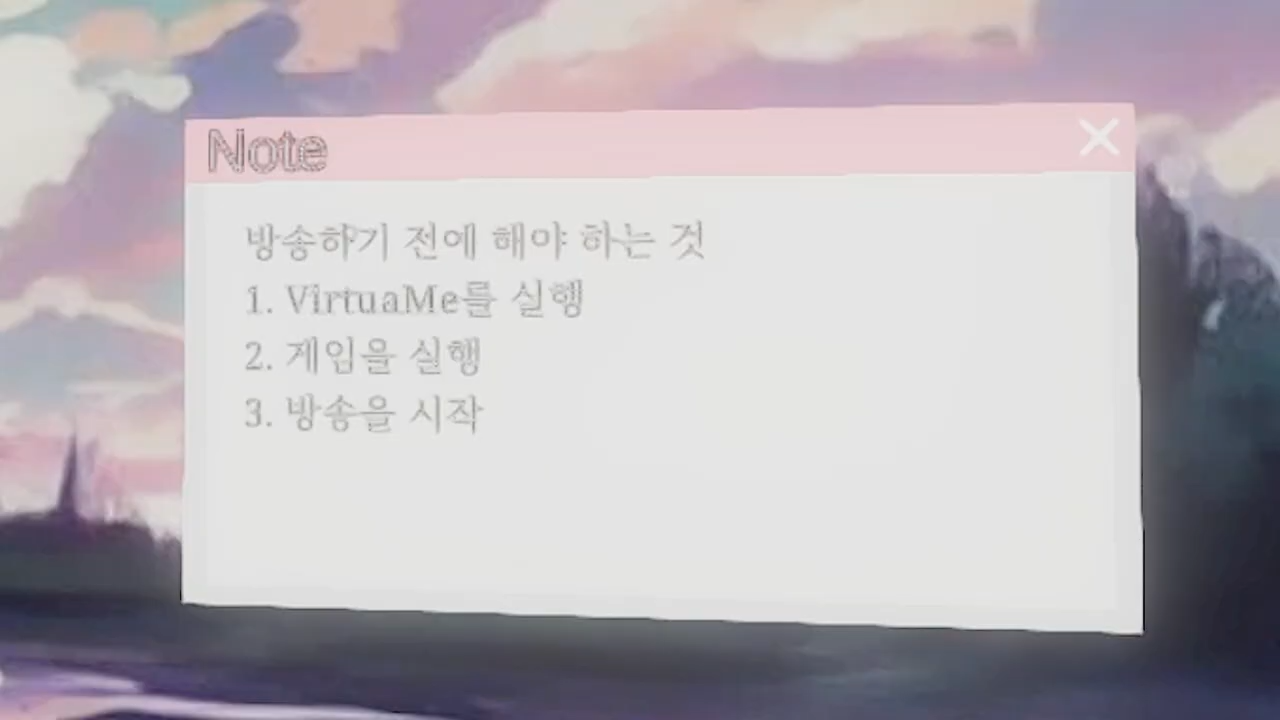 Note
방송하기 전에 해야 하는 것
1. VirtuaMe를 실행
2. 게임을 실행
3. 방송을 시작